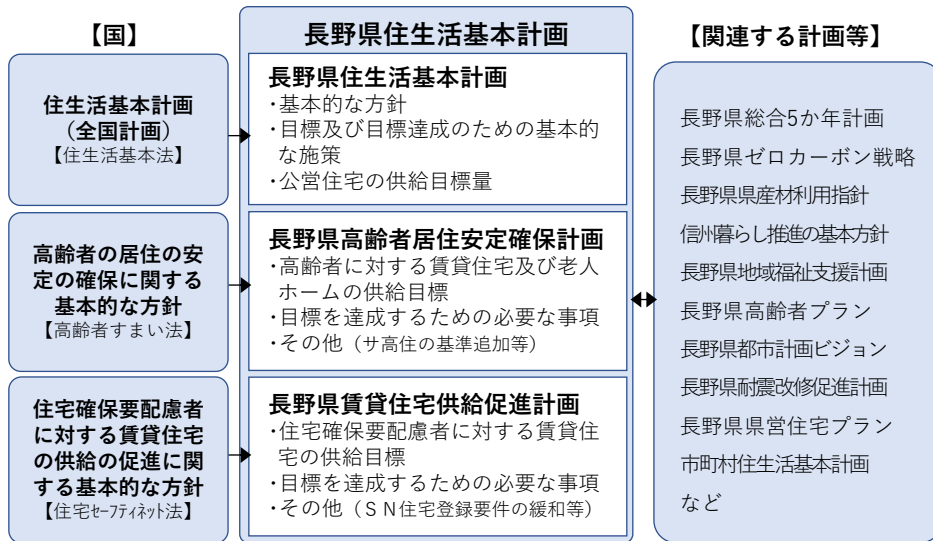 【国】
住生活基本計画
（全国計画）
【住生活基本法】
高齢者の居住の安
定の確保に関する
基本的な方針
【高齢者すまい法】
住宅確保要配慮者
に対する賃貸住宅
の供給の促進に関
する基本的な方針
【住宅ｾｰﾌﾃｨﾈｯﾄ法】
長野県住生活基本計画
長野県住生活基本計画
・基本的な方針
・目標及び目標達成のための基本的
な施策
・公営住宅の供給目標量
長野県高齢者居住安定確保計画
・高齢者に対する賃貸住宅及び老人
ホームの供給目標
・目標を達成するための必要な事項
・その他（サ高住の基準追加等）
長野県賃貸住宅供給促進計画
・住宅確保要配慮者に対する賃貸住
宅の供給目標
・目標を達成するための必要な事項
・その他（ＳＮ住宅登録要件の緩和等）
【関連する計画等】
長野県総合5か年計画
長野県ゼロカーボン戦略
長野県県産材利用指針
信州暮らし推進の基本方針
長野県地域福祉支援計画
長野県高齢者プラン
長野県都市計画ビジョン
長野県耐震改修促進計画
長野県県営住宅プラン
市町村住生活基本計画
など